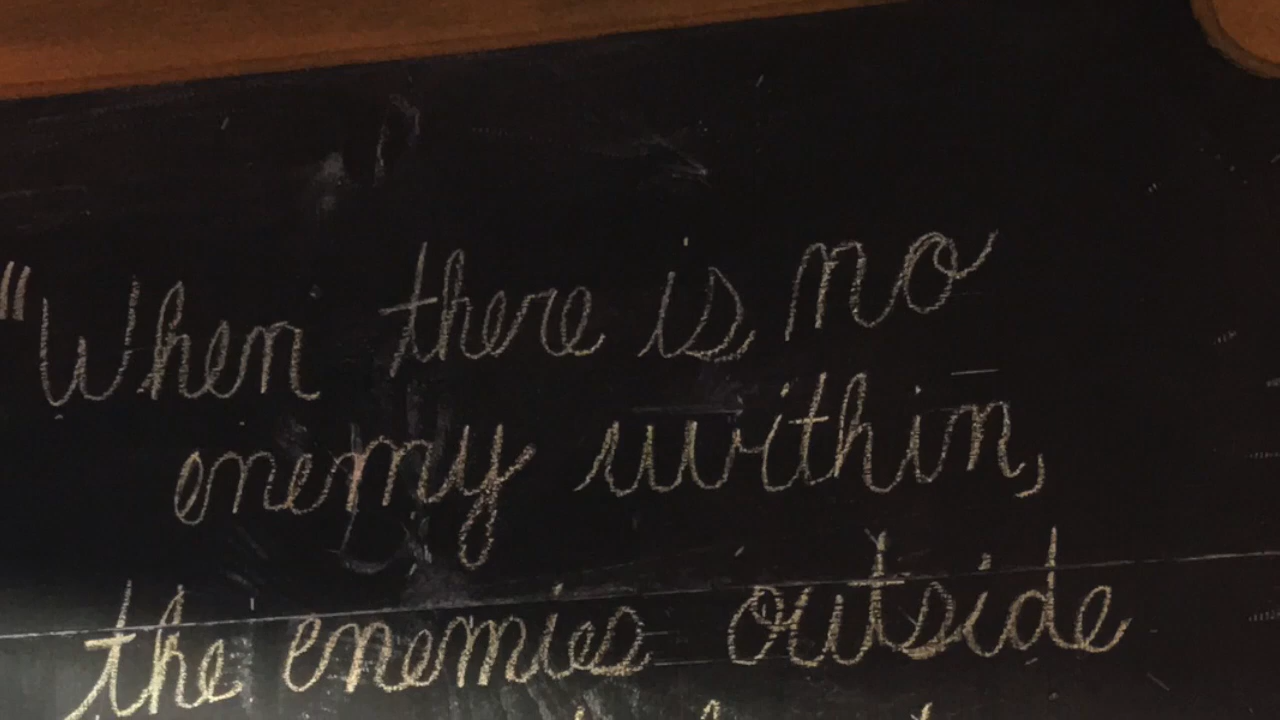 "When there is no
enemy within,
the enemies outside